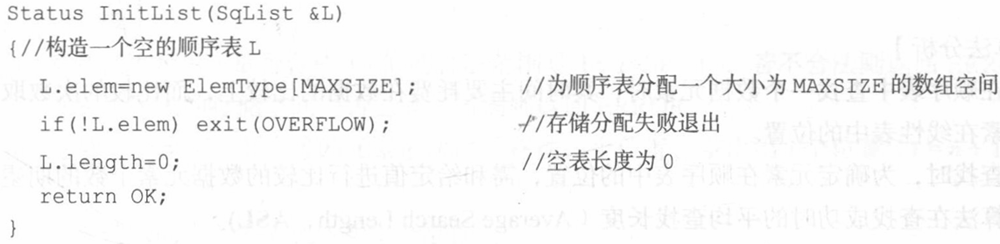 Status InitList(SqList &L)
{//构造一个空的顺序表 L
L.elem=new ElemType[MAXSIZE]; //为顺序表分配一个大小为 MAXSIZE 的数组空间
if(!L.elem) exit(OVERFLOW); //存储分配失败退出
L.length=0; //空表长度为 0
return OK;
}